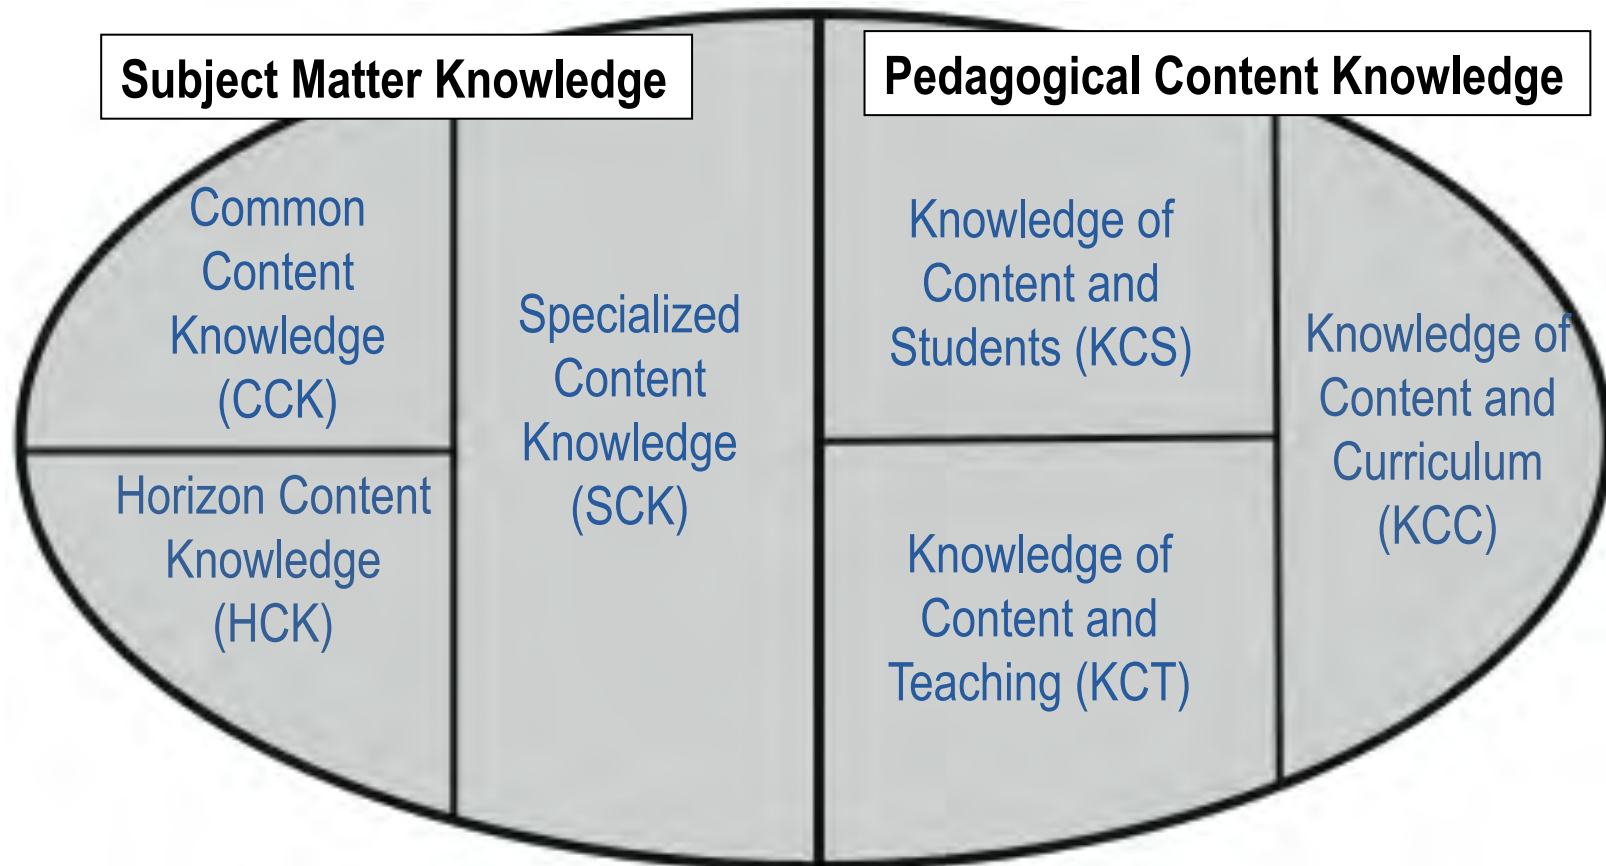 Subject Matter Knowledge
Pedagogical Content Knowledge
Common
Content
Knowledge
(CCK)
Horizon Content
Knowledge
(HCK)
Specialized
Content
Knowledge
(SCK)
Knowledge of
Content and
Students (KCS)
Knowledge of
Content and
Teaching (KCT)
Knowledge of
Content and
Curriculum
(KCC)